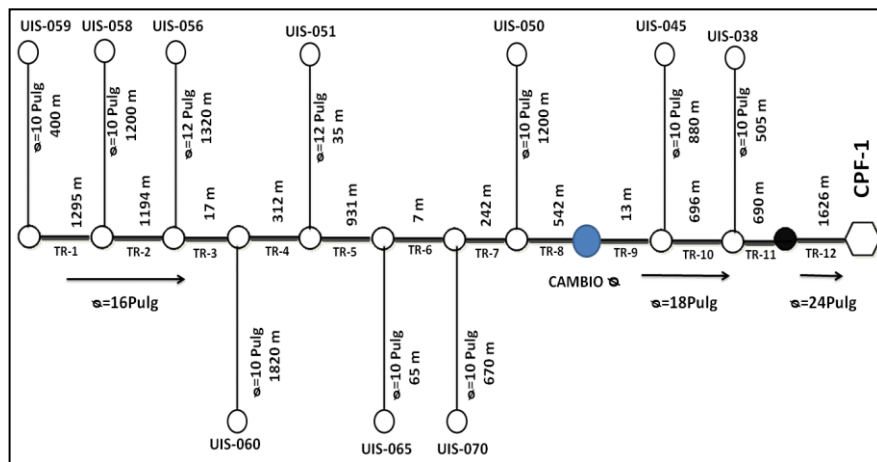 UIS-059
UIS-058
UIS-056
UIS-051
UIS-050
UIS-045
UIS-038
ø=10 Pulg
400 m
ø=10 Pulg
1200 m
ø=12 Pulg
1320 m
ø=12 Pulg
35 m
ø=10 Pulg
1200 m
ø=10 Pulg
880 m
ø=10 Pulg
505 m
1295 m
1194 m
17 m
312 m
931 m
7 m
242 m
542 m
13 m
696 m
690 m
1626 m
CPF-1
TR-1
TR-2
TR-3
TR-4
TR-5
TR-6
TR-7
TR-8
TR-9
TR-10
TR-11
TR-12
CAMBIO ø
ø=16Pulg
ø=18Pulg
ø=24Pulg
ø=10 Pulg
1820 m
ø=10 Pulg
65 m
ø=10 Pulg
670 m
UIS-060
UIS-065
UIS-070